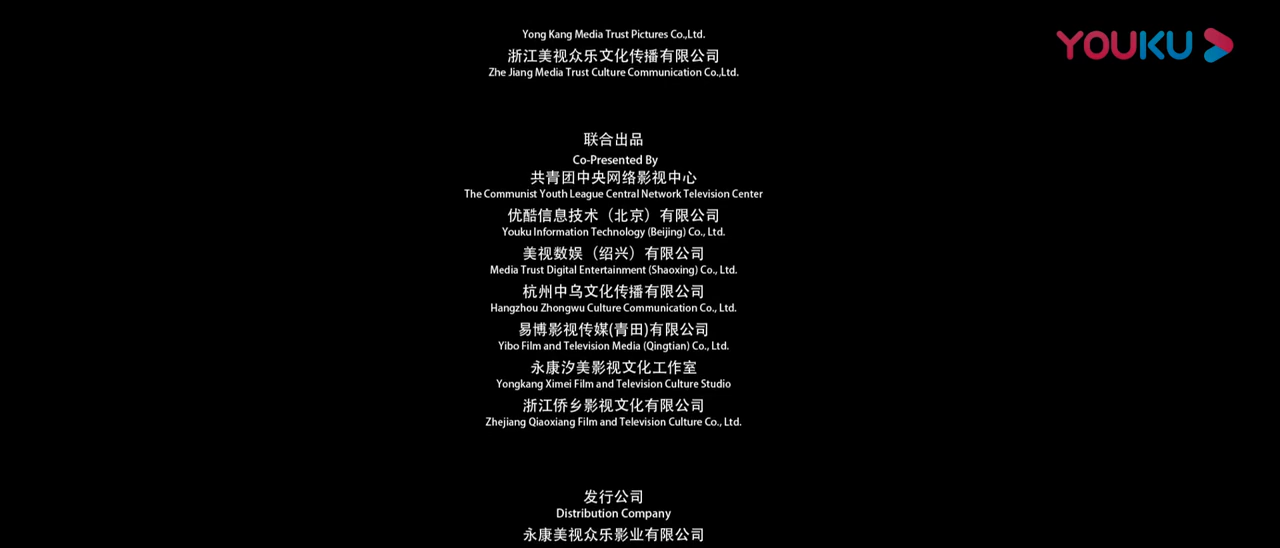 Yong Kang Media Trust Pictures Co.,Ltd.
YOUKU
浙江美视众乐文化传播有限公司
Zhe Jiang Media Trust Culture Communication Co.,Ltd.
联合出品
Co-Presented By
共青团中央网络影视中心
The Communist Youth League Central Network Television Center
优酷信息技术（北京）有限公司
Youku Information Technology (Beijing) Co., Ltd.
美视数娱（绍兴）有限公司
Media Trust Digital Entertainment (Shaoxing) Co., Ltd.
杭州中乌文化传播有限公司
Hangzhou Zhongwu Culture Communication Co., Ltd.
易博影视传媒(青田)有限公司
Yibo Film and Television Media (Qingtian) Co., Ltd.
永康汐美影视文化工作室
Yongkang Ximei Film and Television Culture Studio
浙江侨乡影视文化有限公司
Zhejiang Qiaoxiang Film and Television Culture Co., Ltd.
发行公司
Distribution Company
永康美视众乐影业有限公司